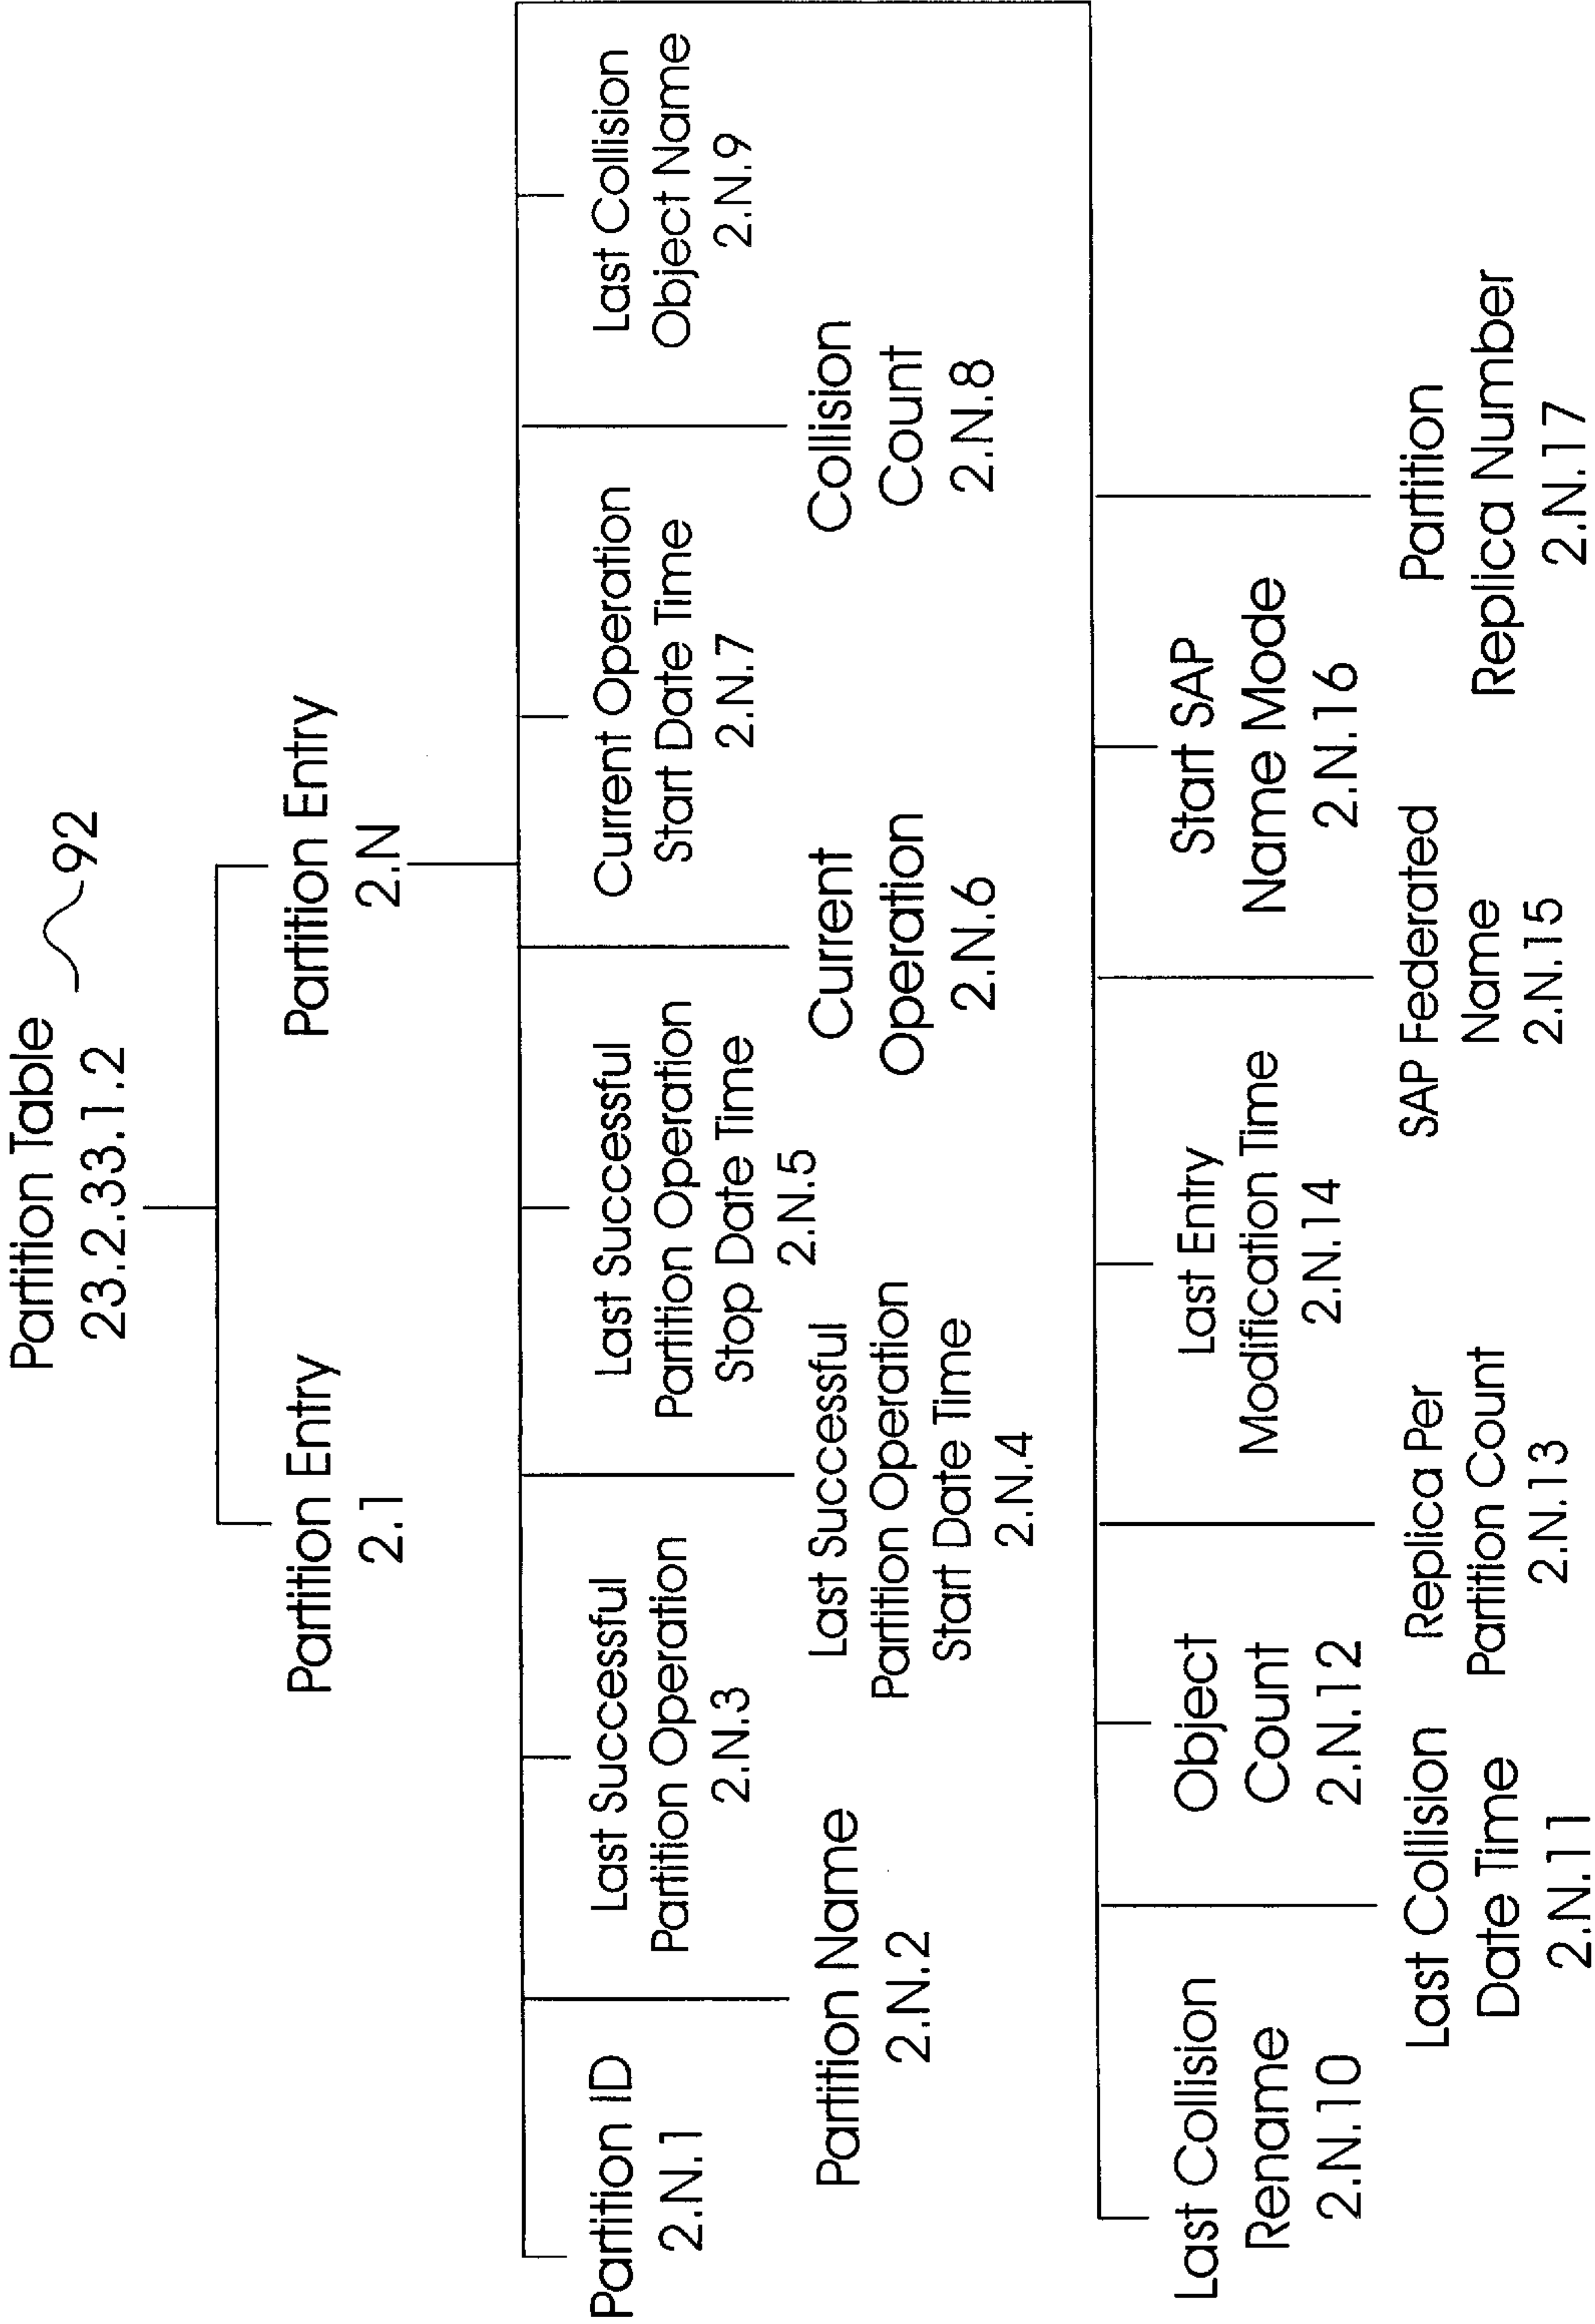 Partition Table
23.2.33.1.2
92
Partition Entry
2.1
Partition Entry
2.N
Partition ID
2.N.1
Partition Name
2.N.2
Last Successful
Partition Operation
2.N.3
Last Successful
Partition Operation
Start Date Time
2.N.4
Last Successful
Partition Operation
Stop Date Time
2.N.5
Current
Operation
2.N.6
Current Operation
Start Date Time
2.N.7
Collision
Count
2.N.8
Last Collision
Object Name
2.N.9
Last Collision
Rename
2.N.10
Last Collision
Date Time
2.N.11
Object
Count
2.N.12
Replica Per
Partition Count
2.N.13
Last Entry
Modification Time
2.N.14
SAP Federated
Name
2.N.15
Start SAP
Name Mode
2.N.16
Partition
Replica Number
2.N.17